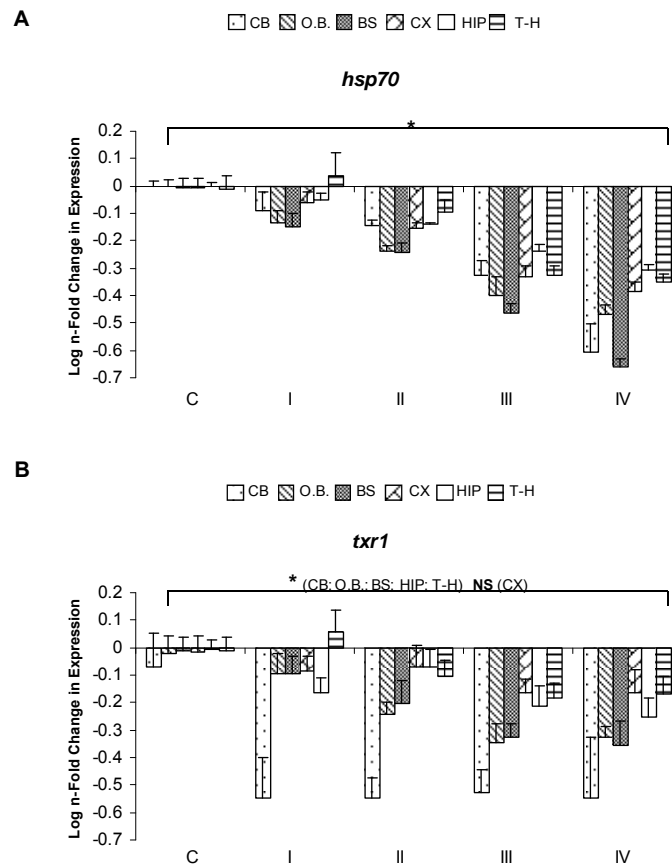 A
CB O.B. BS CX HIP T-H
hsp70
*
Log n-Fold Change in Expression
0.2
0.1
0
-0.1
-0.2
-0.3
-0.4
-0.5
-0.6
-0.7
C I II III IV
B
CB O.B. BS CX HIP T-H
txr1
* (CB; O.B.; BS; HIP; T-H) NS (CX)
Log n-Fold Change in Expression
0.2
0.1
0
-0.1
-0.2
-0.3
-0.4
-0.5
-0.6
-0.7
C I II III IV